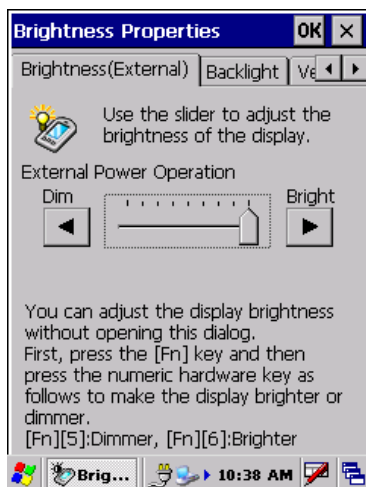 Brightness Properties OK ×
Brightness(External) Backlight Ve
Use the slider to adjust the
brightness of the display.
External Power Operation
Dim Bright
You can adjust the display brightness
without opening this dialog.
First, press the [Fn] key and then
press the numeric hardware key as
follows to make the display brighter or
dimmer.
[Fn][5]:Dimmer, [Fn][6]:Brighter
Brig... 10:38 AM